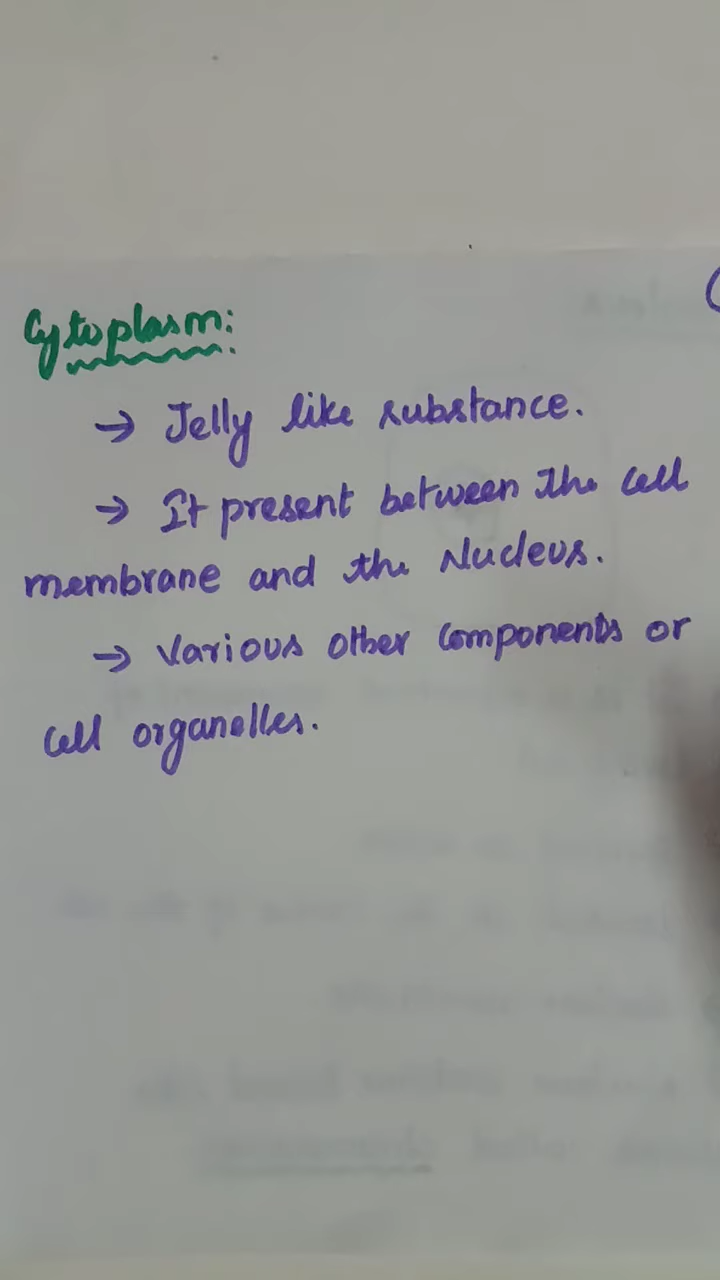 Cytoplasm:
→ Jelly like substance.
→ It present between the cell
membrane and the Nucleus.
→ Various other components or
cell organelles.